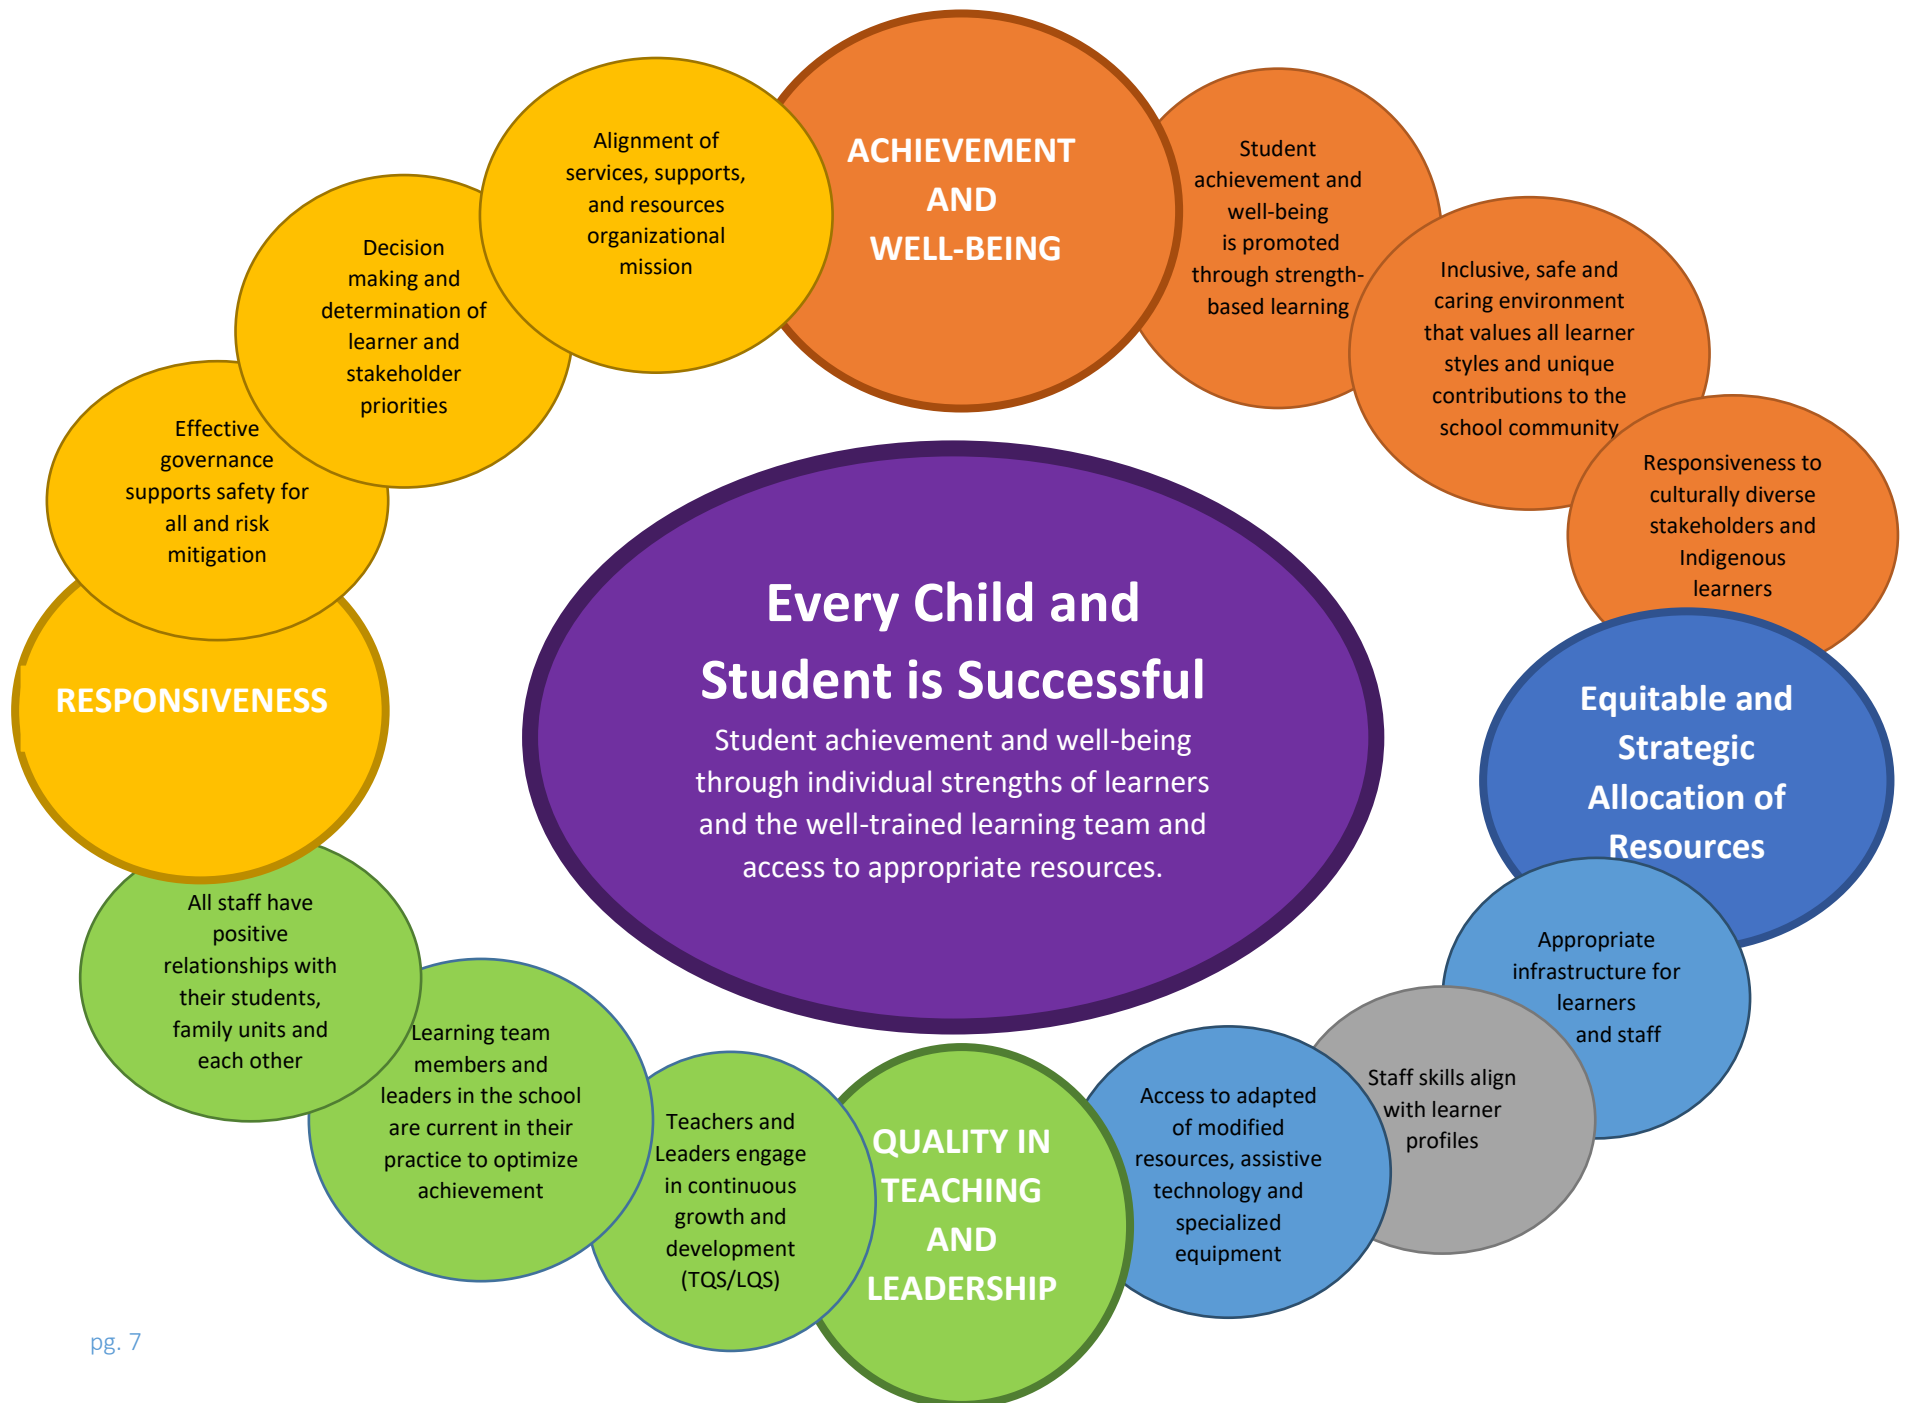 ACHIEVEMENT
AND
WELL-BEING
Student
achievement and
well-being
is promoted
through strength-
based learning
Inclusive, safe and
caring environment
that values all learner
styles and unique
contributions to the
school community
Responsiveness to
culturally diverse
stakeholders and
Indigenous
learners
Equitable and
Strategic
Allocation of
Resources
Appropriate
infrastructure for
learners
and staff
Staff skills align
with learner
profiles
Access to adapted
of modified
resources, assistive
technology and
specialized
equipment
QUALITY IN
TEACHING
AND
LEADERSHIP
Teachers and
Leaders engage
in continuous
growth and
development
(TQS/LQS)
Learning team
members and
leaders in the school
are current in their
practice to optimize
achievement
All staff have
positive
relationships with
their students,
family units and
each other
RESPONSIVENESS
Effective
governance
supports safety for
all and risk
mitigation
Decision
making and
determination of
learner and
stakeholder
priorities
Alignment of
services, supports,
and resources
organizational
mission
Every Child and
Student is Successful
Student achievement and well-being
through individual strengths of learners
and the well-trained learning team and
access to appropriate resources.
pg. 7